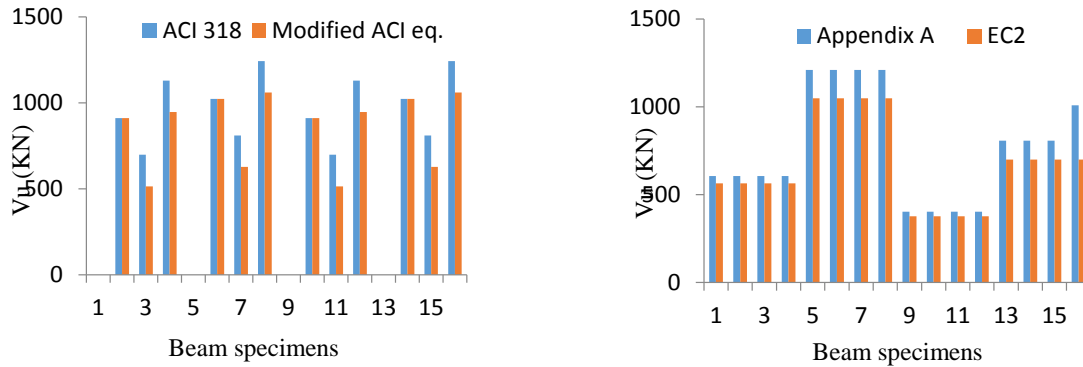 1500
1000
500
0
Vu (KN)
ACI 318 Modified ACI eq.
1 3 5 7 9 11 13 15
Beam specimens
1500
1000
500
0
Vu (KN)
Appendix A EC2
1 3 5 7 9 11 13 15
Beam specimens